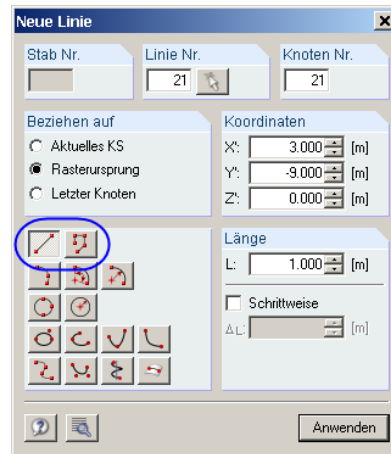 Neue Linie
Stab Nr.
Linie Nr.
21
Knoten Nr.
21
Beziehen auf
Aktuelles KS
Rasterursprung
Letzter Knoten
Koordinaten
X': 3.000 [m]
Y': -9.000 [m]
Z': 0.000 [m]
Länge
L: 1.000 [m]
Schrittweise
Δ L: [m]
Anwenden